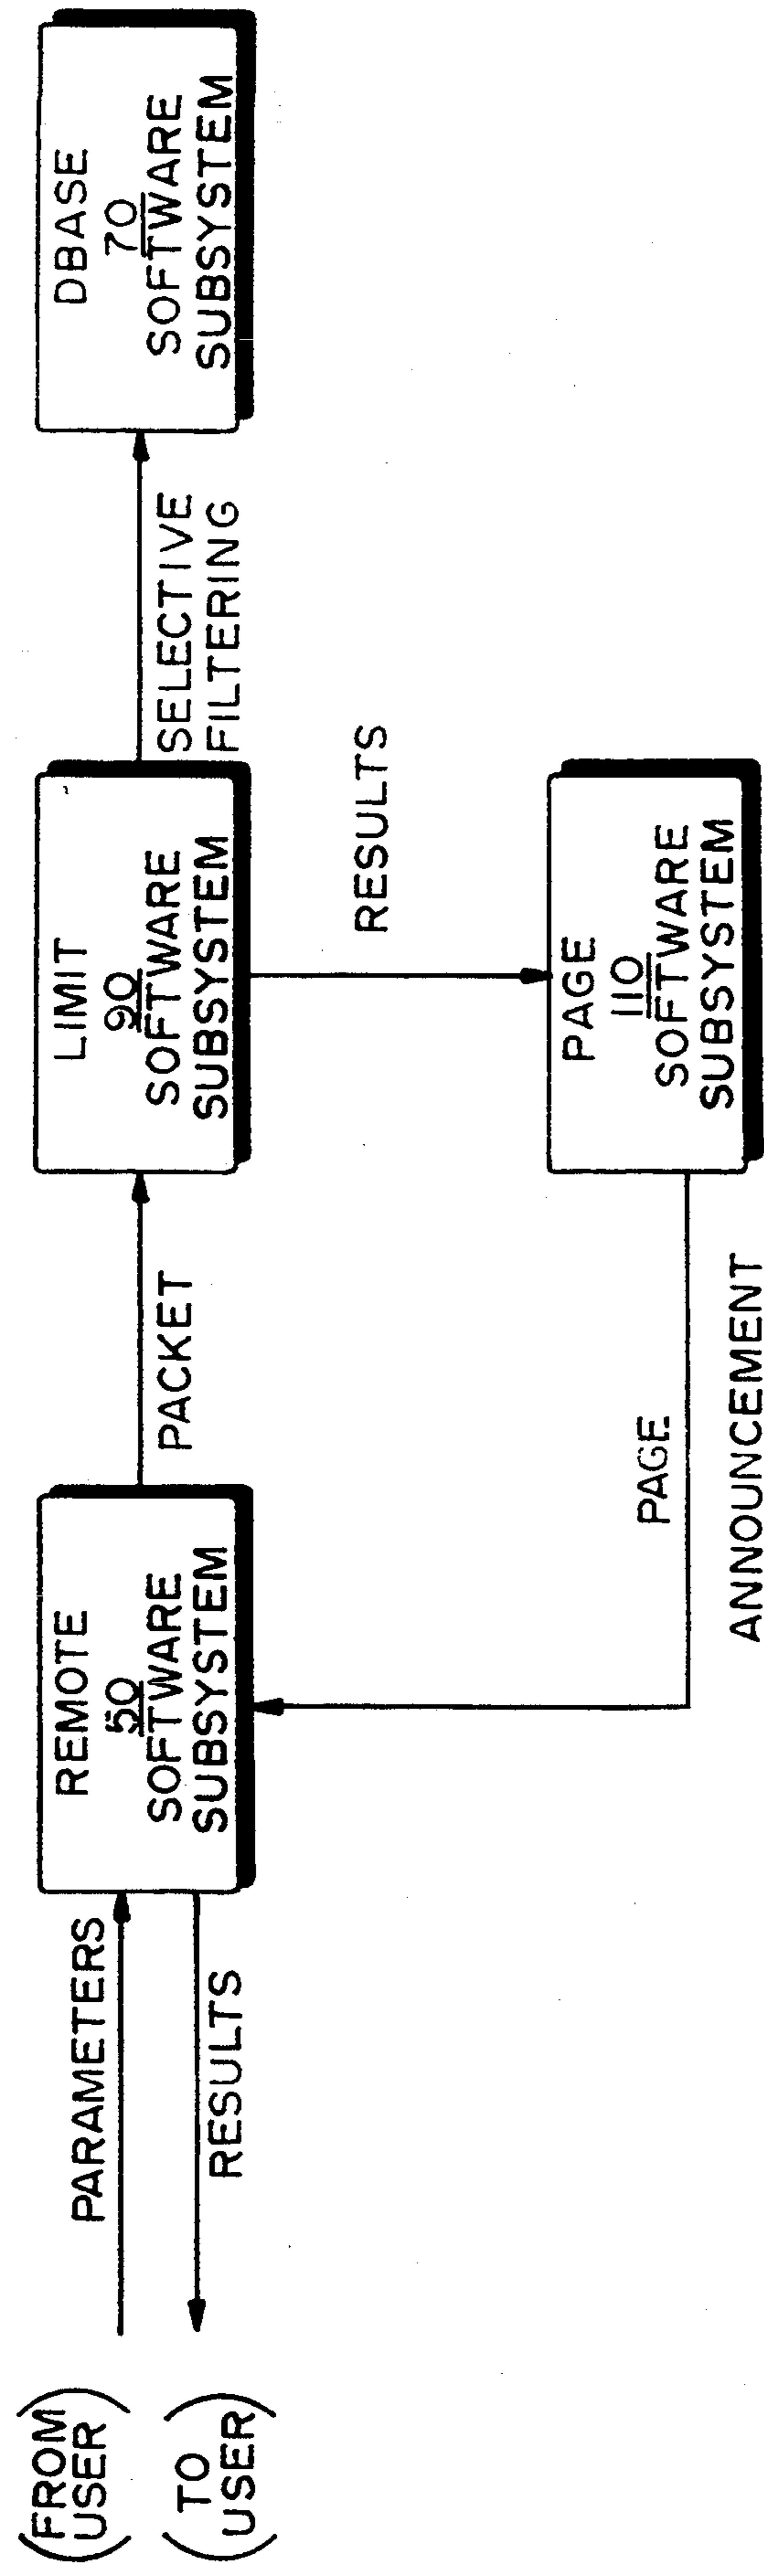 (FROM
USER)
PARAMETERS
(TO
USER)
RESULTS
REMOTE
50
SOFTWARE
SUBSYSTEM
PACKET
LIMIT
90
SOFTWARE
SUBSYSTEM
SELECTIVE
FILTERING
DBASE
70
SOFTWARE
SUBSYSTEM
RESULTS
PAGE
110
SOFTWARE
SUBSYSTEM
PAGE
ANNOUNCEMENT